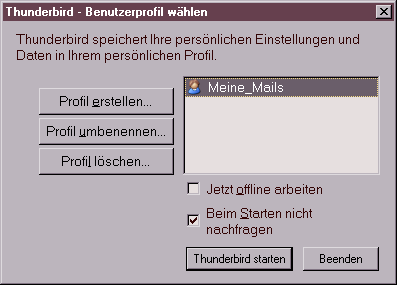 Thunderbird - Benutzerprofil wählen
Thunderbird speichert Ihre persönlichen Einstellungen und
Daten in Ihrem persönlichen Profil.
Profil erstellen...
Profil umbenennen...
Profil löschen...
Meine_Mails
Jetzt offline arbeiten
Beim Starten nicht
nachfragen
Thunderbird starten
Beenden